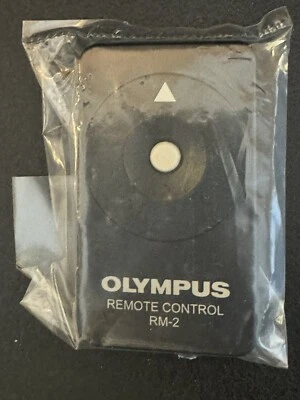 OLYMPUS
REMOTE CONTROL
RM-2